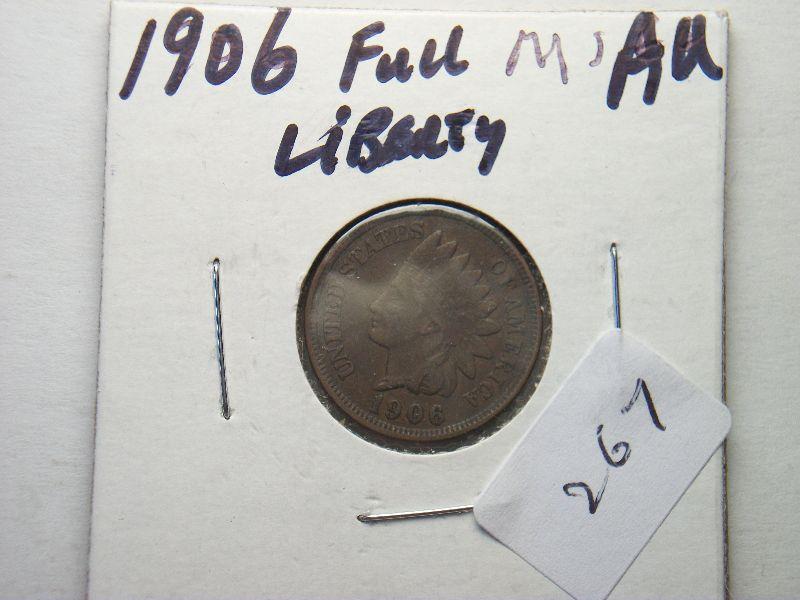 1906 Full MS AU
LiBerty
UNITED STATES OF AMERICA
1906
267